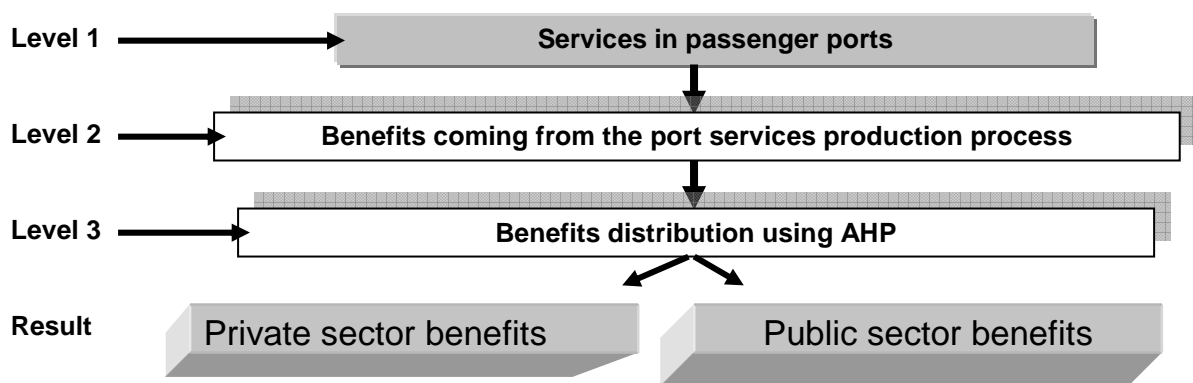 Level 1
Services in passenger ports
Level 2
Benefits coming from the port services production process
Level 3
Benefits distribution using AHP
Result
Private sector benefits
Public sector benefits